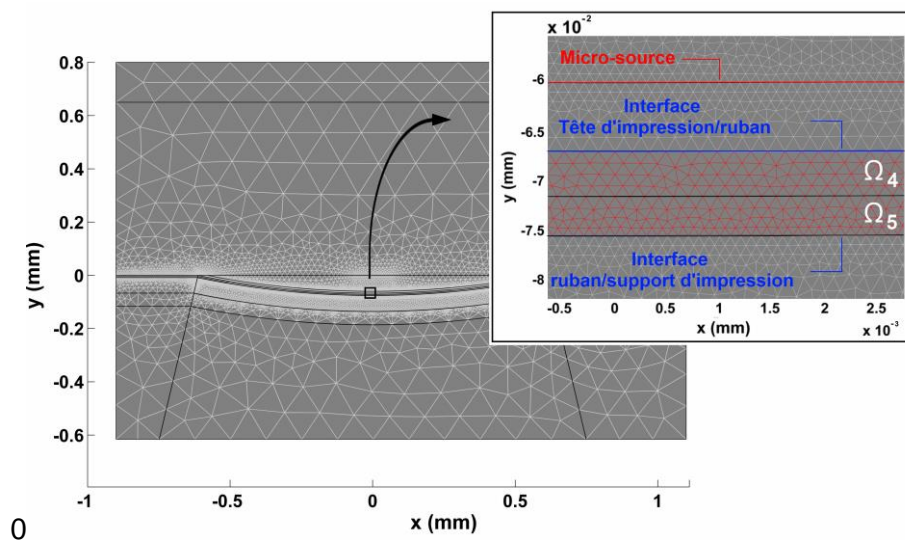 x 10 -2
Micro-source
-6
Interface
Tête d'impression/ruban
-6.5
Ω4
-7
Ω5
-7.5
Interface
ruban/support d'impression
-8
y (mm)
-0.5 0 0.5 1 1.5 2 2.5
x (mm)
x 10 -3
0.8
0.6
0.4
0.2
0
-0.2
-0.4
-0.6
y (mm)
-1 -0.5 0 0.5 1
x (mm)
0